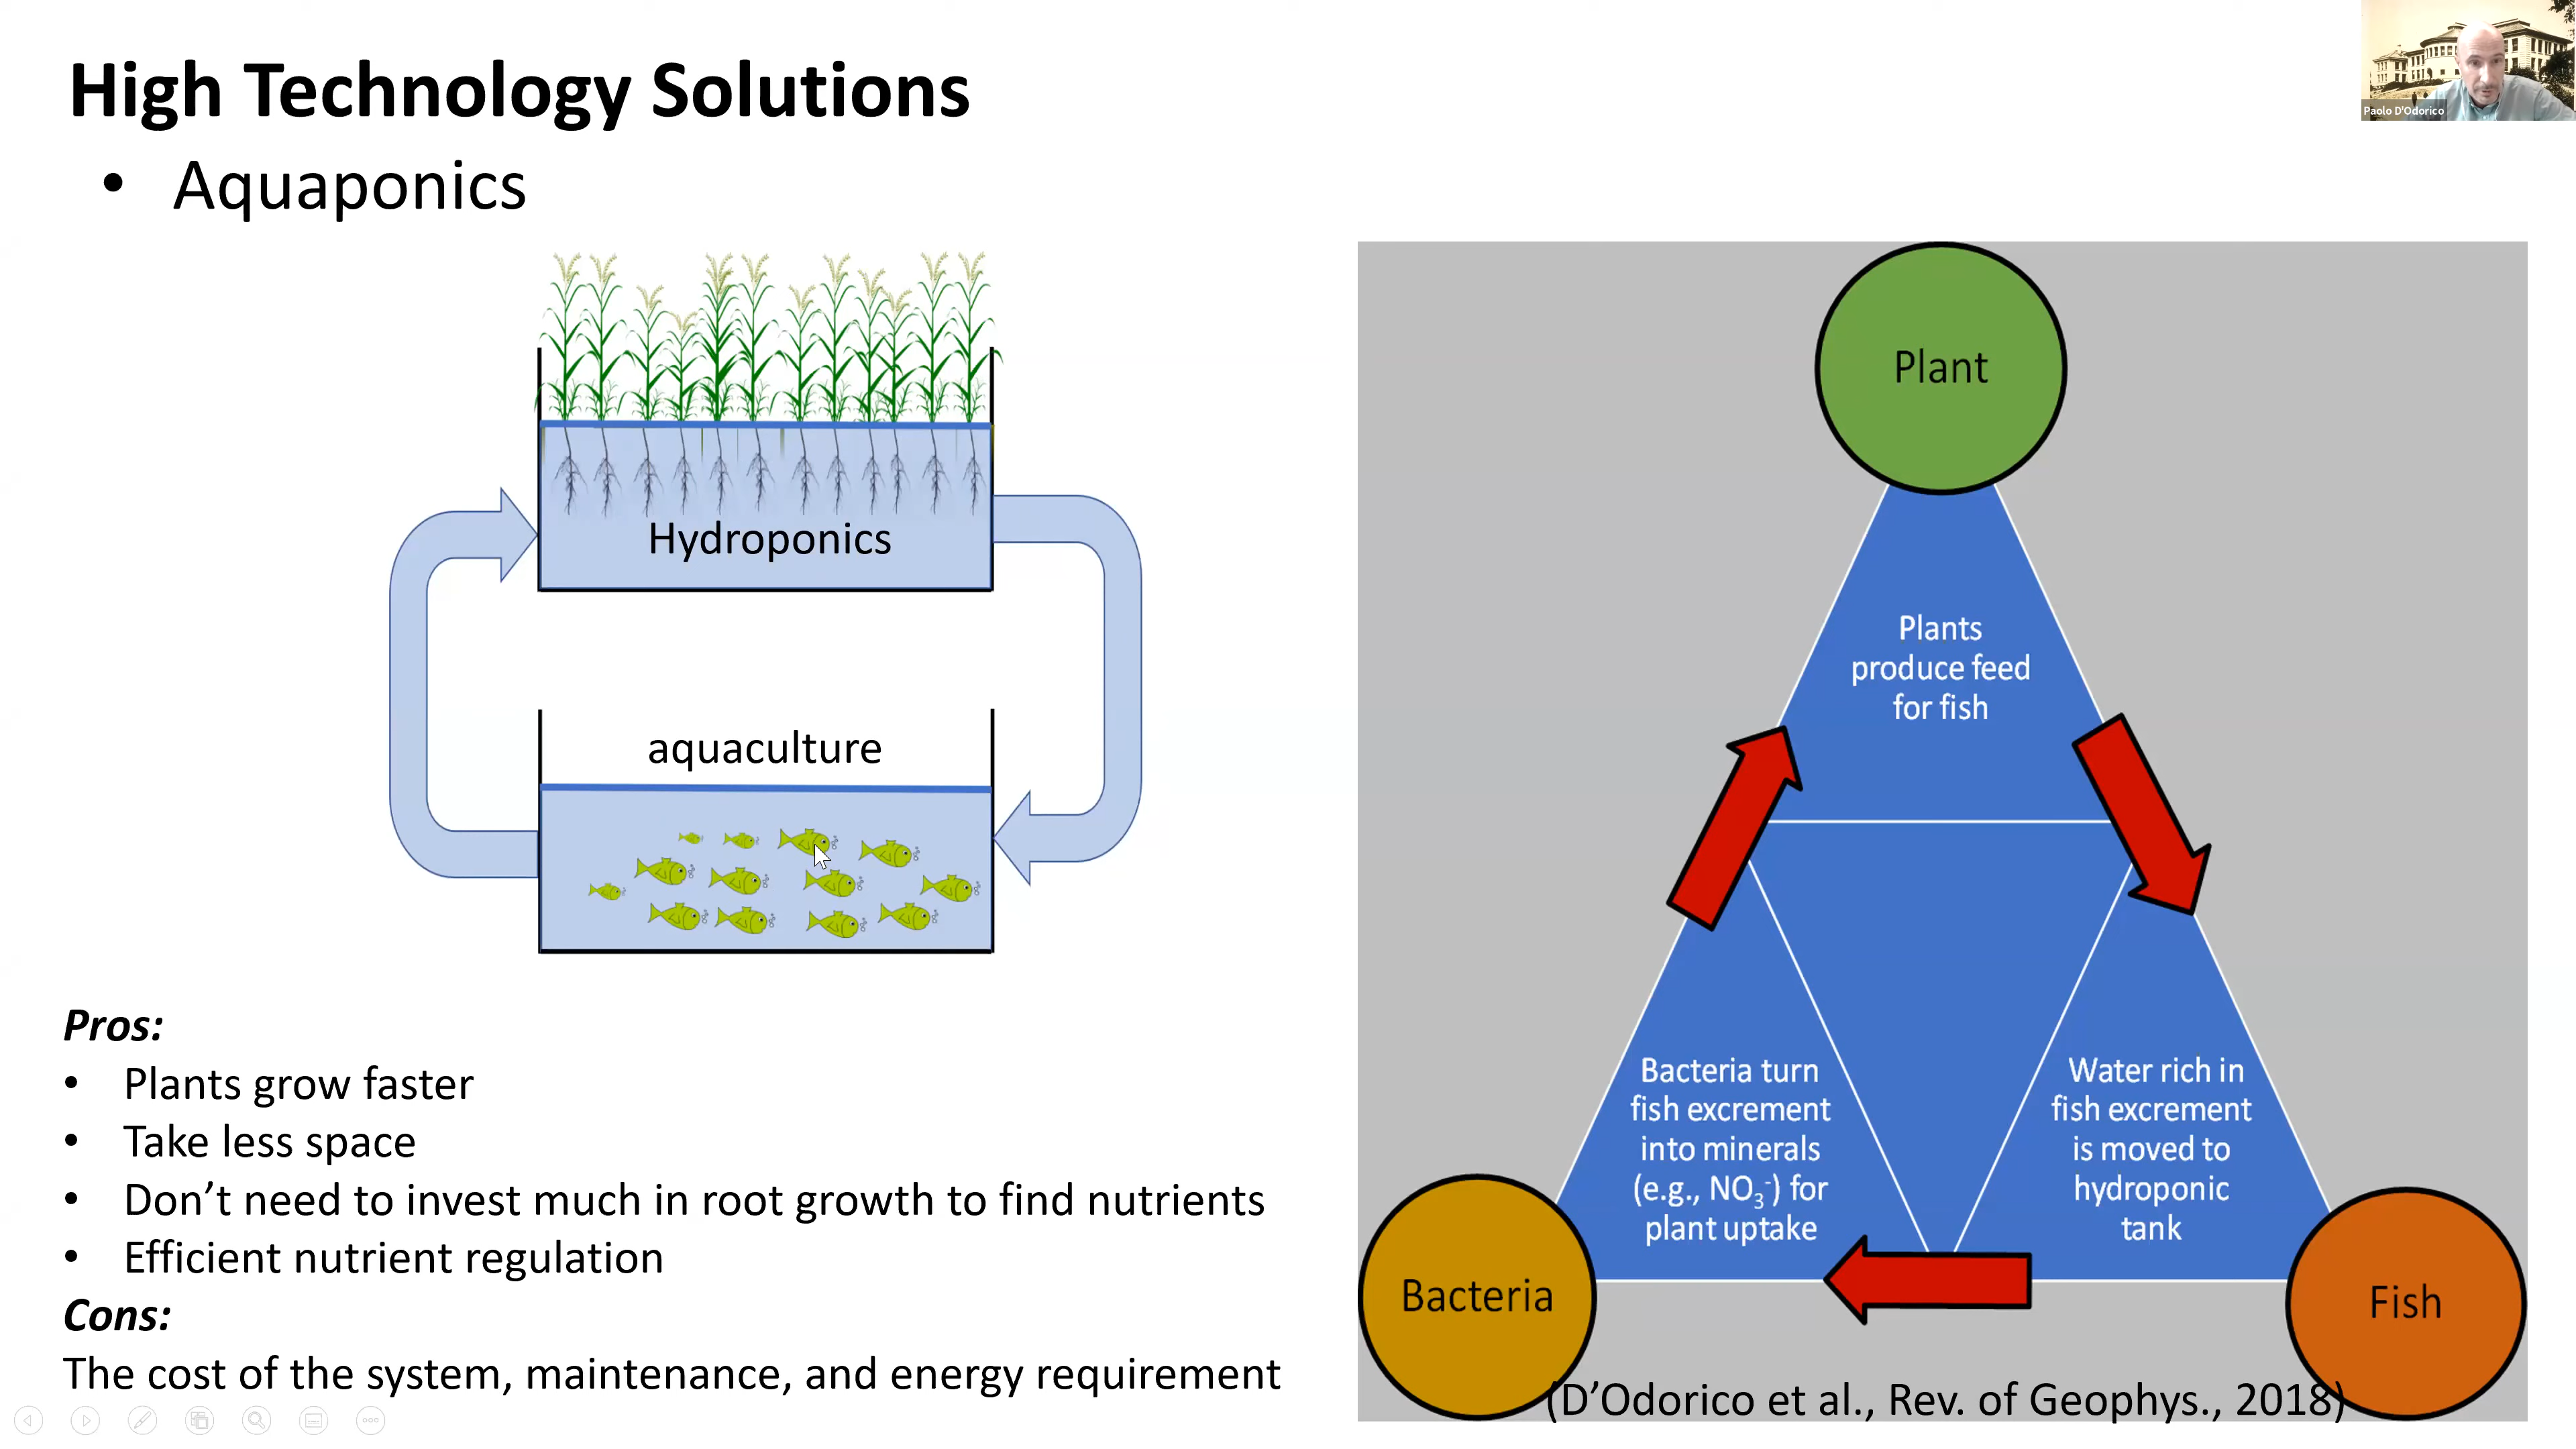 High Technology Solutions
• Aquaponics
Paolo D'Odorico
Hydroponics
aquaculture
Pros:
• Plants grow faster
• Take less space
• Don’t need to invest much in root growth to find nutrients
• Efficient nutrient regulation
Cons:
The cost of the system, maintenance, and energy requirement
Plant
Plants
produce feed
for fish
Bacteria turn
fish excrement
into minerals
(e.g., NO₃⁻) for
plant uptake
Water rich in
fish excrement
is moved to
hydroponic
tank
Bacteria
Fish
(D’Odorico et al., Rev. of Geophys., 2018)